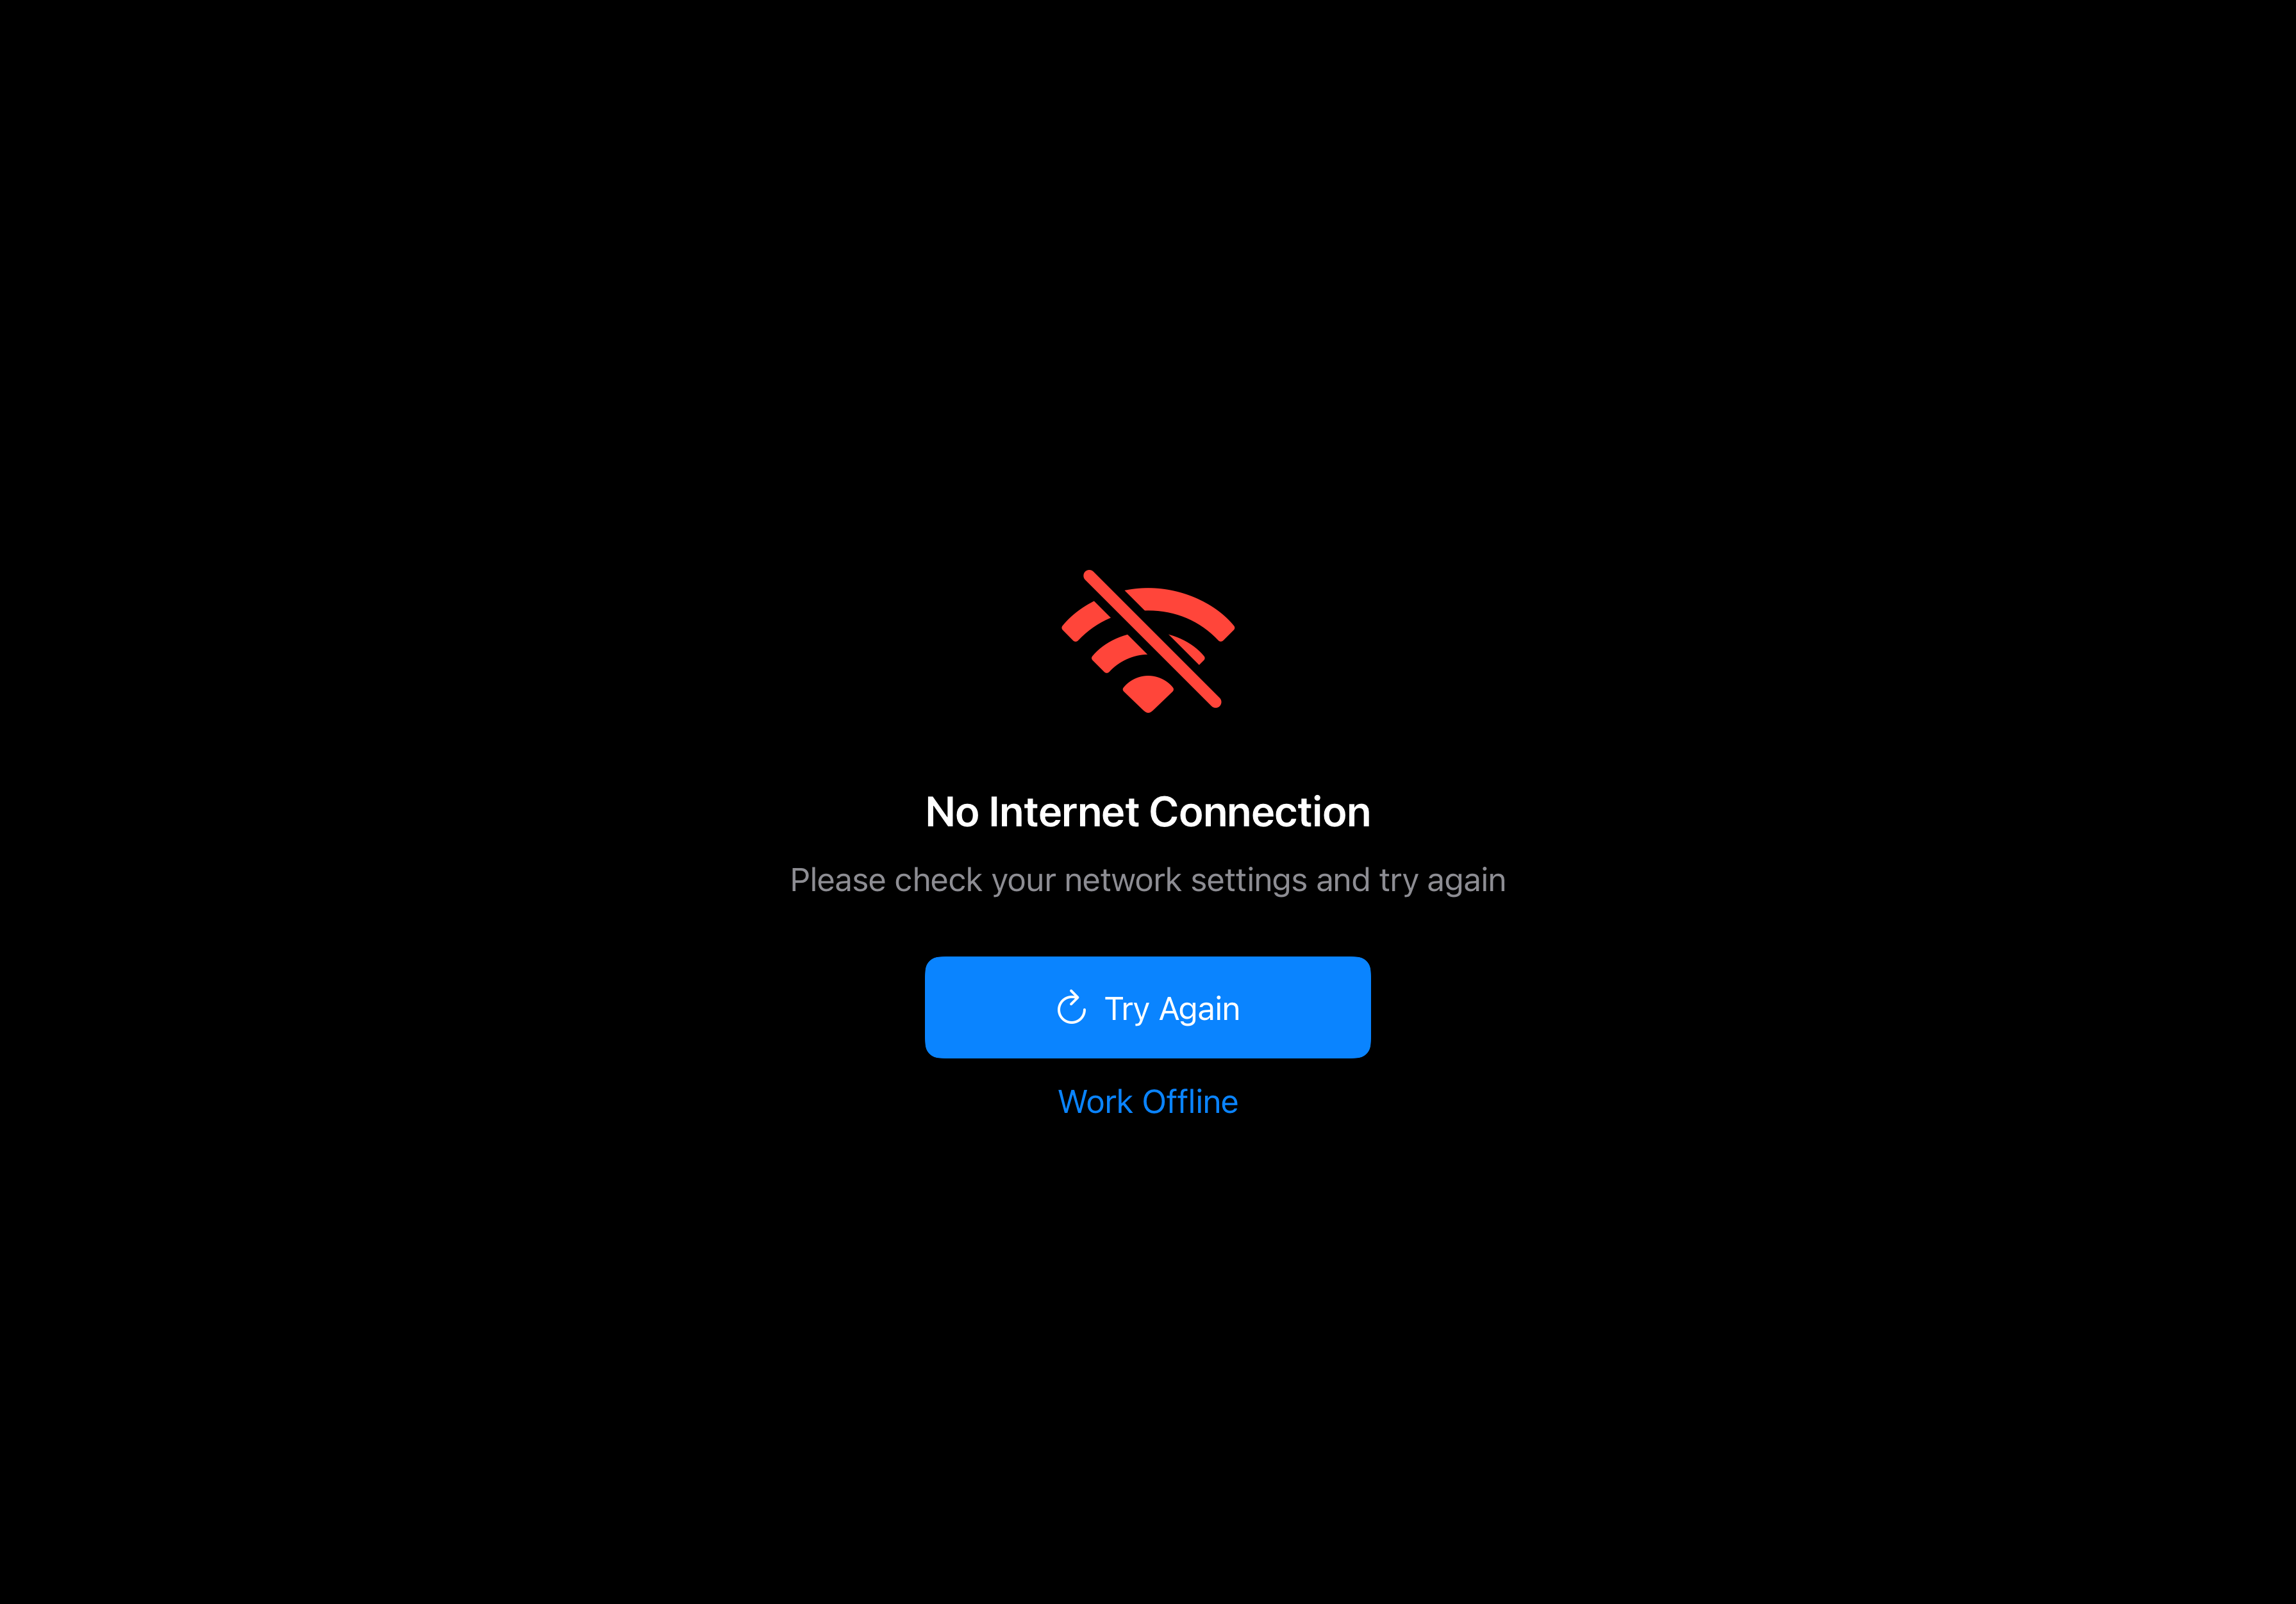 No Internet Connection
Please check your network settings and try again
Try Again
Work Offline